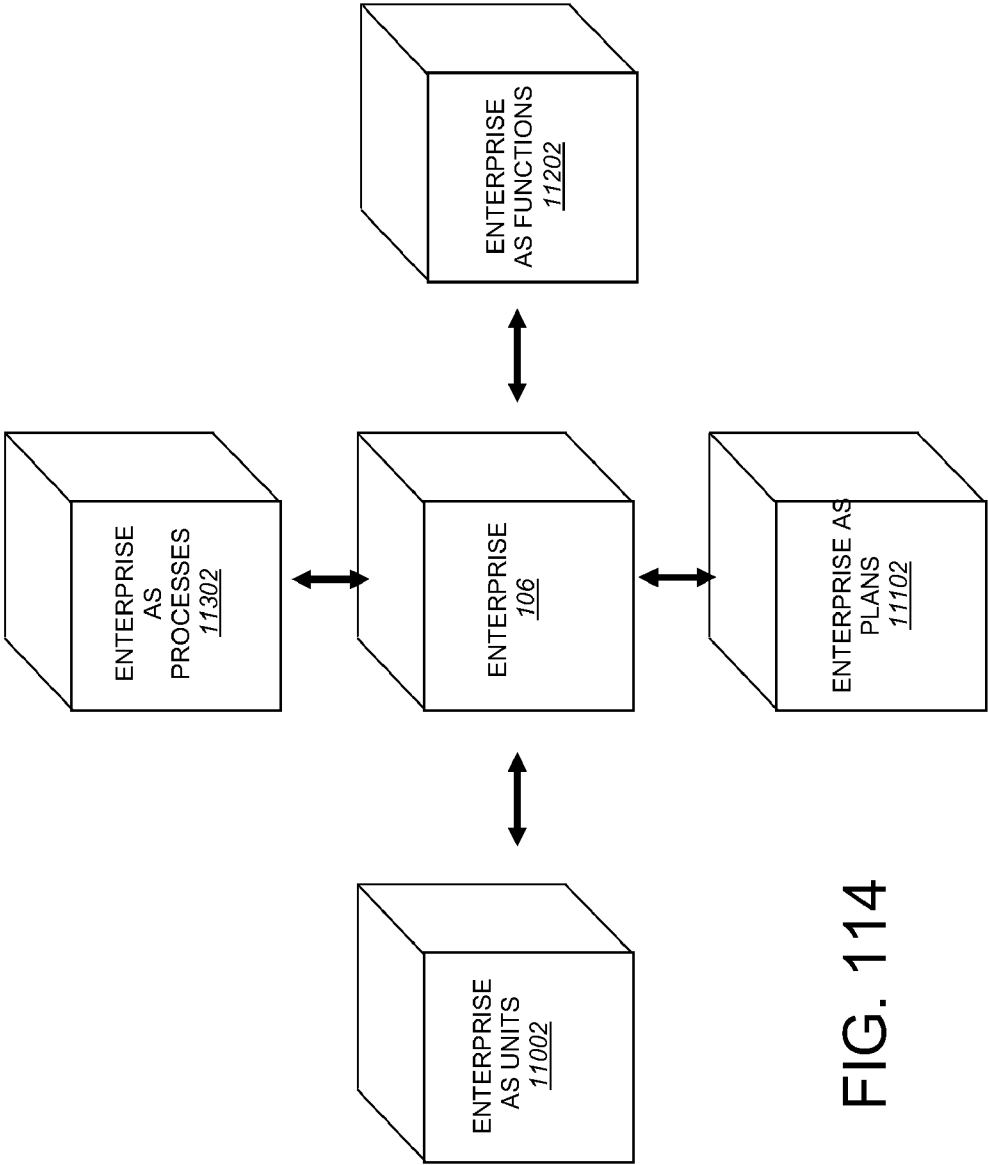 ENTERPRISE
AS
PROCESSES
11302
ENTERPRISE
AS UNITS
11002
ENTERPRISE
106
ENTERPRISE
AS FUNCTIONS
11202
ENTERPRISE AS
PLANS
11102
FIG. 114